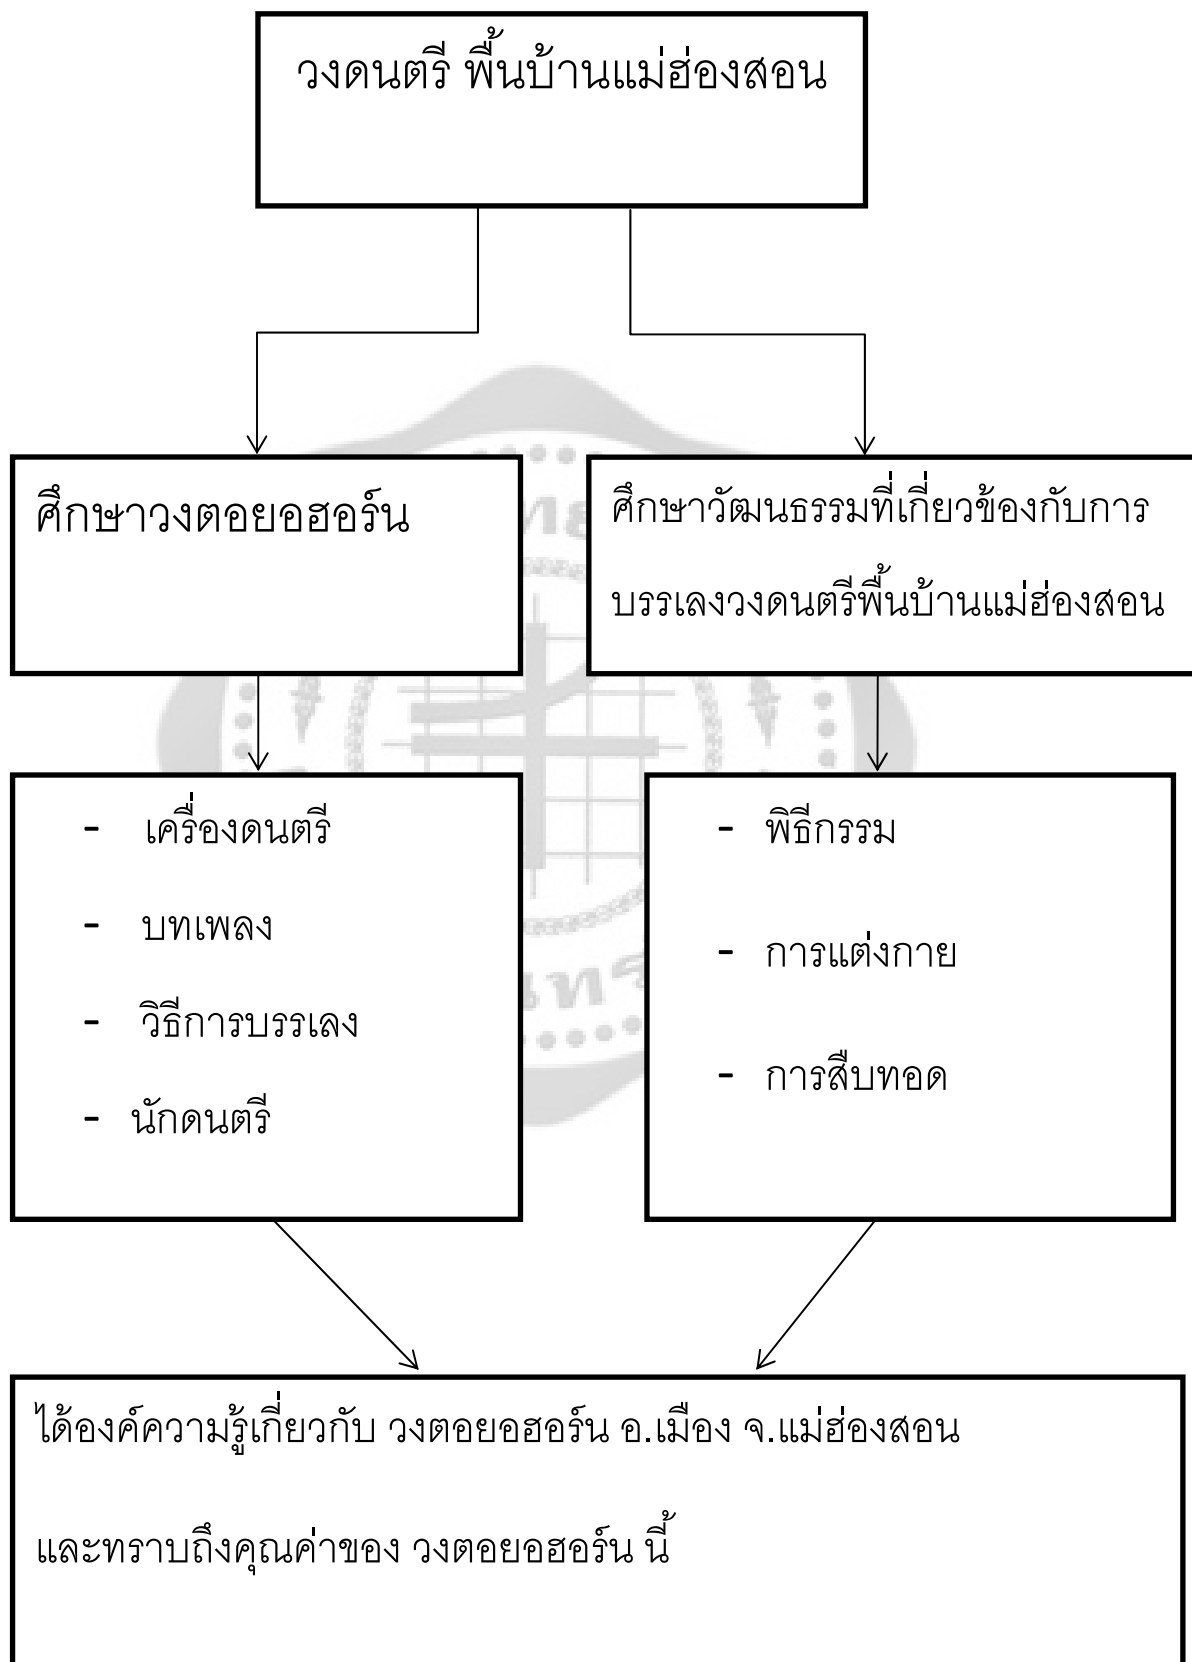 วงดนตรี พื้นบ้านแม่ฮ่องสอน
ศึกษาวงตอยอฮอร์น
ศึกษาวัฒนธรรมที่เกี่ยวข้องกับการ
บรรเลงวงดนตรีพื้นบ้านแม่ฮ่องสอน
- เครื่องดนตรี
- บทเพลง
- วิธีการบรรเลง
- นักดนตรี
- พิธีกรรม
- การแต่งกาย
- การสืบทอด
ได้องค์ความรู้เกี่ยวกับ วงตอยอฮอร์น อ.เมือง จ.แม่ฮ่องสอน
และทราบถึงคุณค่าของ วงตอยอฮอร์น นี้